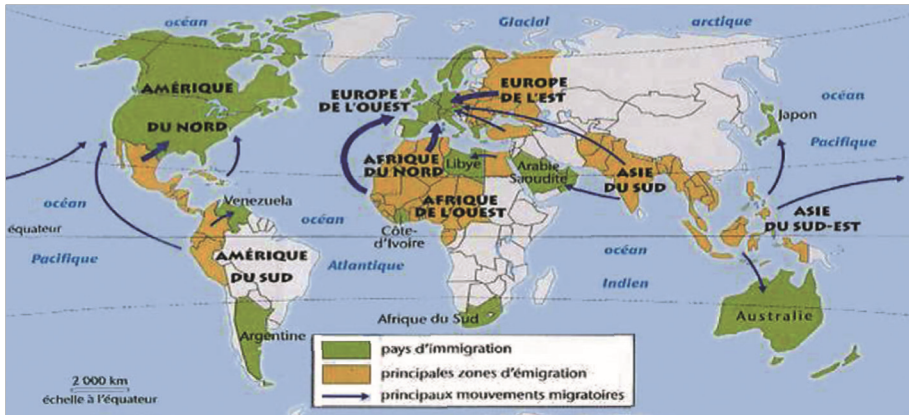 océan
Glacial
arctique
AMÉRIQUE
DU NORD
EUROPE
DE L'OUEST
EUROPE
DE L'EST
océan
Pacifique
Japon
AFRIQUE
DU NORD
Libye
Arabie
Saoudite
ASIE
DU SUD
AFRIQUE
DE L'OUEST
océan
Pacifique
équateur
Venezuela
océan
Atlantique
Côte-
d'Ivoire
ASIE
DU SUD-EST
AMÉRIQUE
DU SUD
océan
Indien
Argentine
Afrique du Sud
Australie
pays d'immigration
principales zones d'émigration
principaux mouvements migratoires
2 000 km
échelle à l'équateur